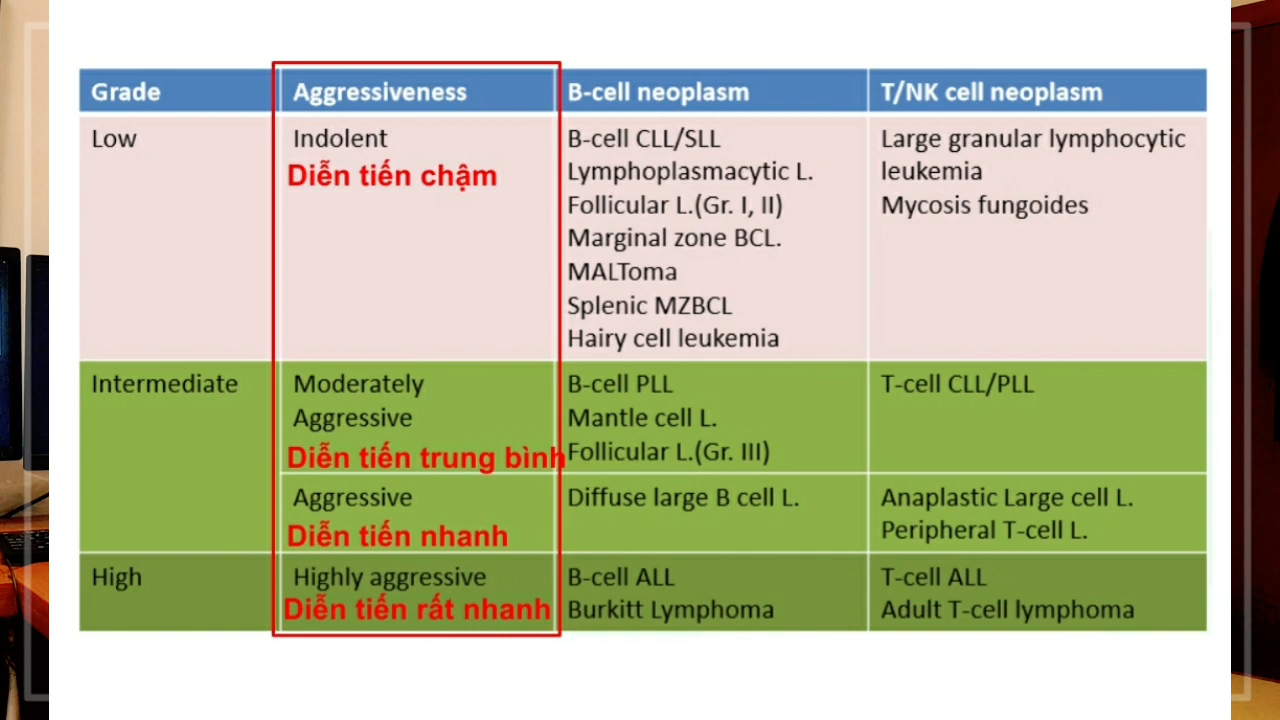 Grade Aggressiveness B-cell neoplasm T/NK cell neoplasm
Low Indolent B-cell CLL/SLL Large granular lymphocytic
Diễn tiến chậm Lymphoplasmacytic L. leukemia
Follicular L.(Gr. I, II) Mycosis fungoides
Marginal zone BCL.
MALToma
Splenic MZBCL
Hairy cell leukemia
Intermediate Moderately B-cell PLL T-cell CLL/PLL
Aggressive Mantle cell L.
Diễn tiến trung bình Follicular L.(Gr. III)
Aggressive Diffuse large B cell L. Anaplastic Large cell L.
Diễn tiến nhanh Peripheral T-cell L.
High Highly aggressive B-cell ALL T-cell ALL
Diễn tiến rất nhanh Burkitt Lymphoma Adult T-cell lymphoma